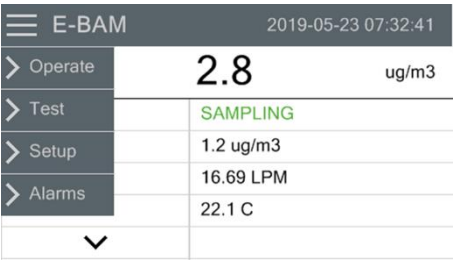 E-BAM 2019-05-23 07:32:41
Operate
2.8 ug/m3
Test
SAMPLING
Setup
1.2 ug/m3
16.69 LPM
Alarms
22.1 C